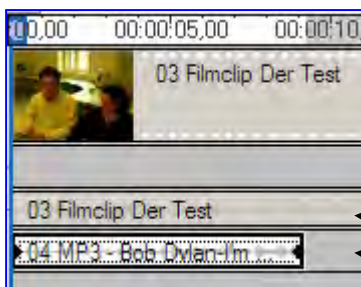 00,00 00:00:05,00 00:00:10,
03 Filmclip Der Test
03 Filmclip Der Test
04 MP3 - Bob Dylan-I'm ....